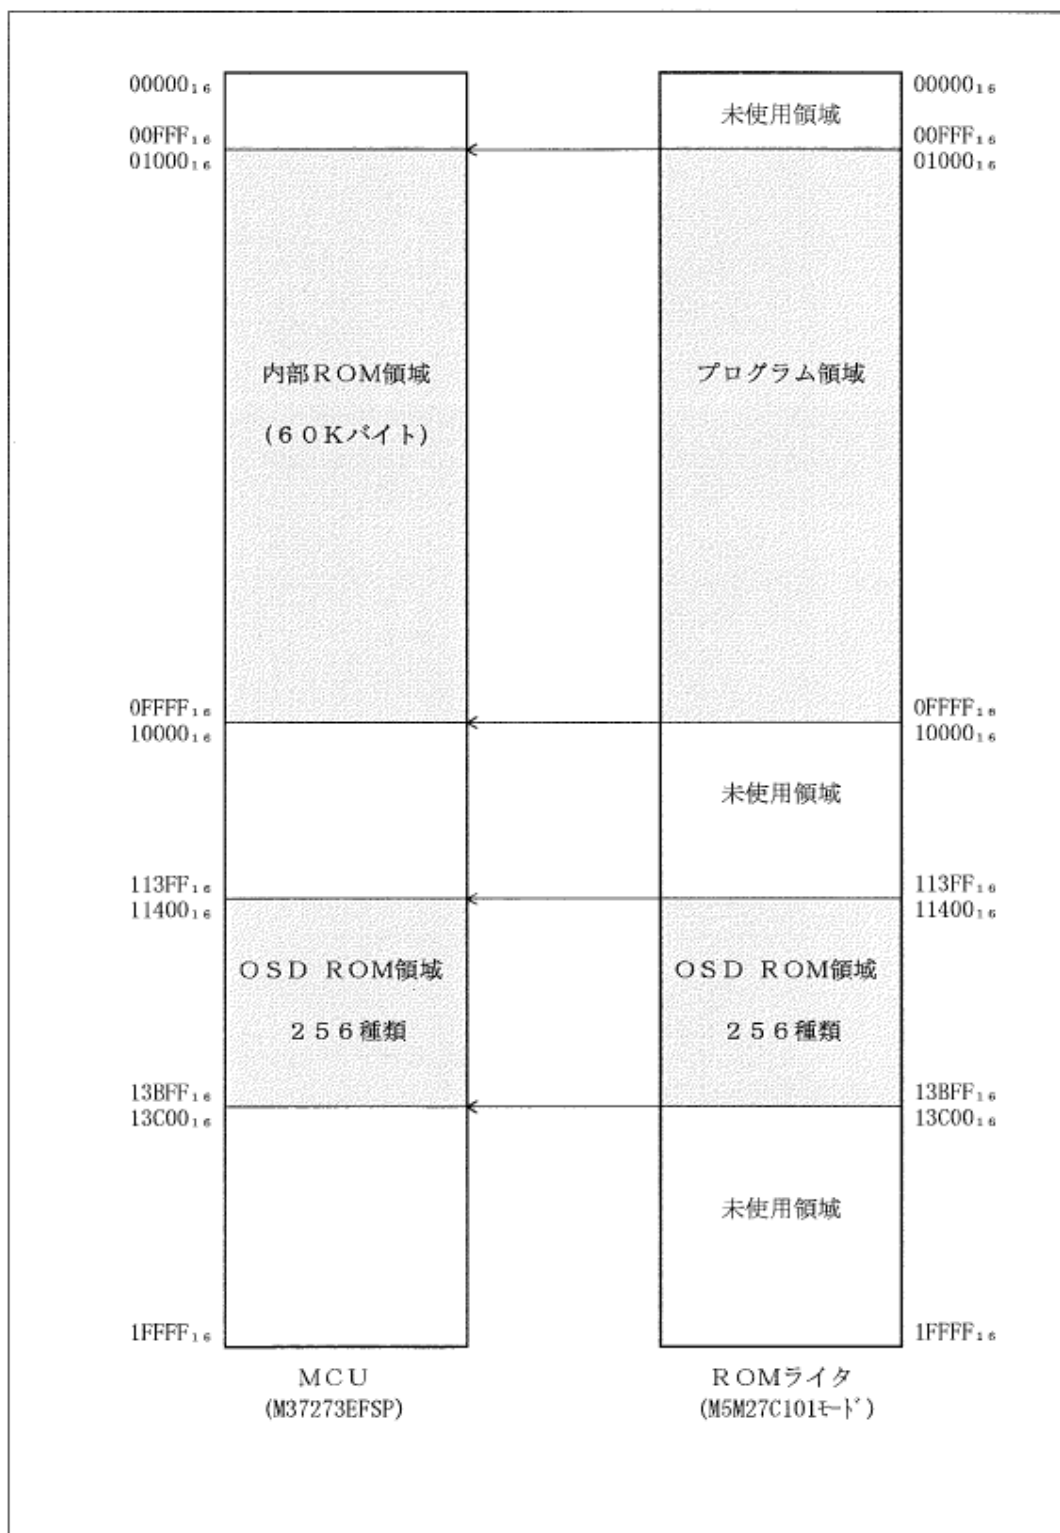 00000₁₆
00FFF₁₆
01000₁₆
内部ROM領域
(60Kバイト)
0FFFF₁₆
10000₁₆
113FF₁₆
11400₁₆
OSD ROM領域
256種類
13BFF₁₆
13C00₁₆
1FFFF₁₆
MCU
(M37273EFSP)
00000₁₆
未使用領域
00FFF₁₆
01000₁₆
プログラム領域
0FFFF₁₆
10000₁₆
未使用領域
113FF₁₆
11400₁₆
OSD ROM領域
256種類
13BFF₁₆
13C00₁₆
未使用領域
1FFFF₁₆
ROMライタ
(M5M27C101ﾓｰﾄﾞ)